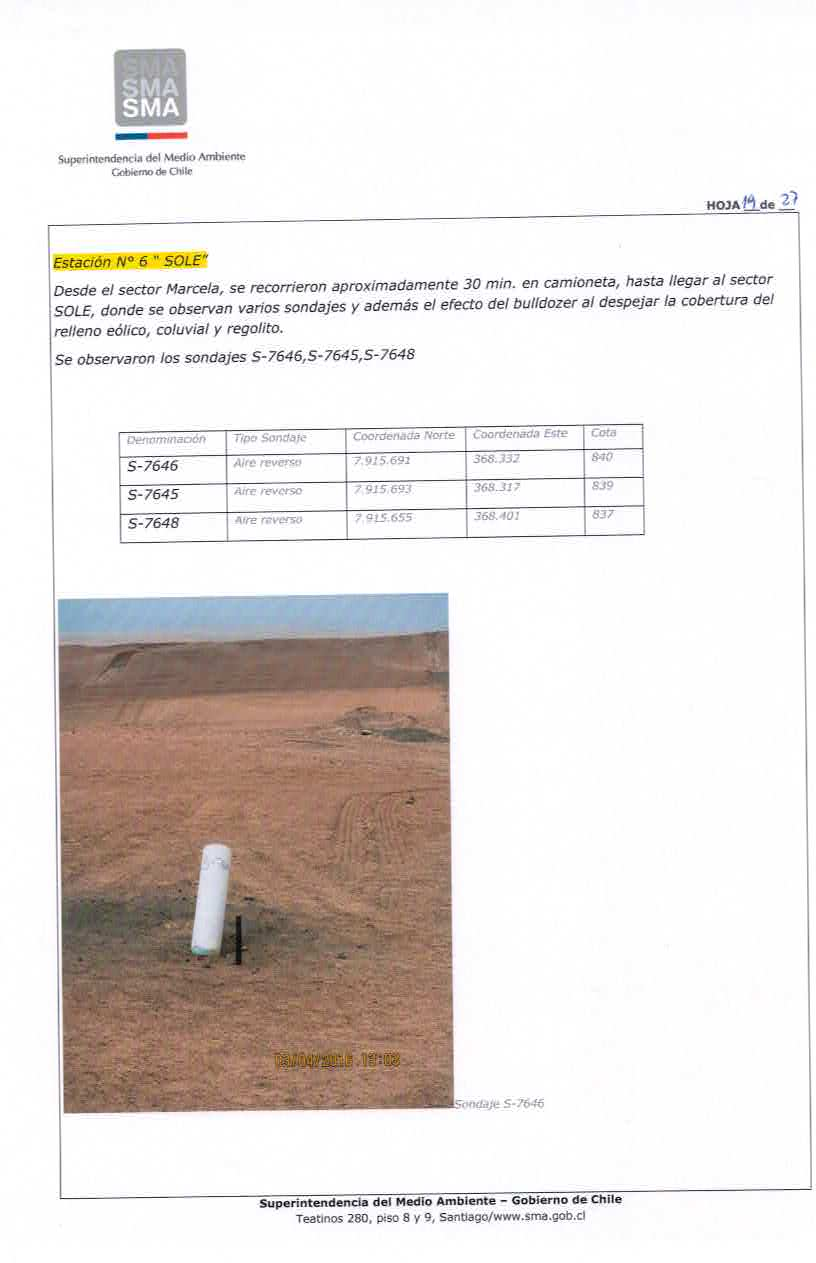 SMA
SMA
SMA
Superintendencia del Medio Ambiente
Gobierno de Chile
HOJA 19 de 27
Estación Nº 6 " SOLE"
Desde el sector Marcela, se recorrieron aproximadamente 30 min. en camioneta, hasta llegar al sector
SOLE, donde se observan varios sondajes y además el efecto del bulldozer al despejar la cobertura del
relleno eólico, coluvial y regolito.
Se observaron los sondajes S-7646,S-7645,S-7648
Denominación Tipo Sondaje Coordenada Norte Coordenada Este Cota
S-7646 Aire reverso 7.915.691 368.332 840
S-7645 Aire reverso 7.915.693 368.317 839
S-7648 Aire reverso 7.915.655 368.401 837
03/04/2016
Sondaje S-7646
Superintendencia del Medio Ambiente – Gobierno de Chile
Teatinos 280, piso 8 y 9, Santiago/www.sma.gob.cl